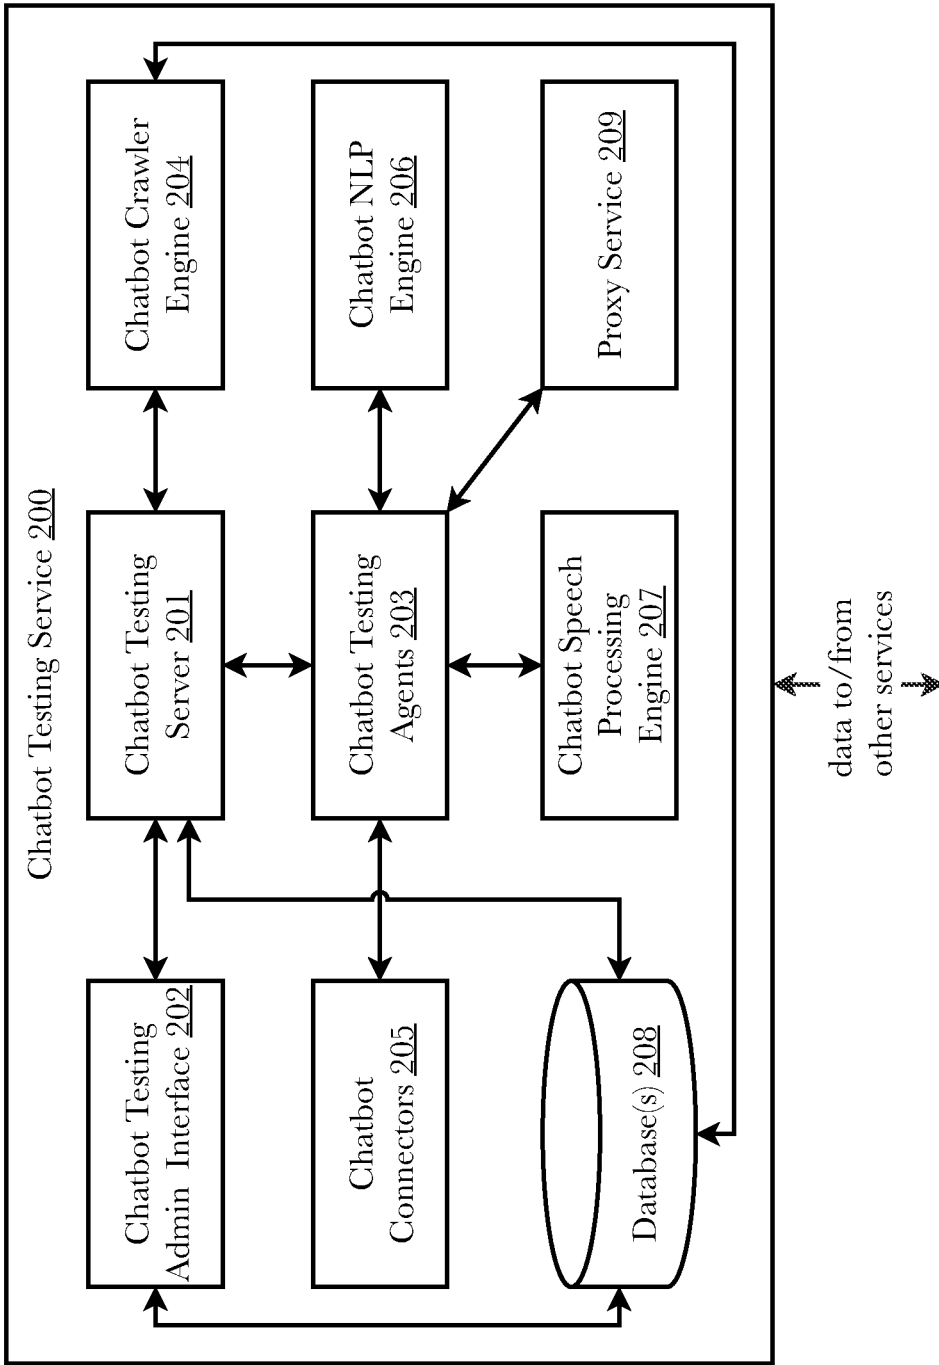 Chatbot Testing Service 200
Chatbot Testing
Admin Interface 202
Chatbot Testing
Server 201
Chatbot Crawler
Engine 204
Chatbot
Connectors 205
Chatbot Testing
Agents 203
Chatbot NLP
Engine 206
Database(s) 208
Chatbot Speech
Processing
Engine 207
Proxy Service 209
data to/from
other services